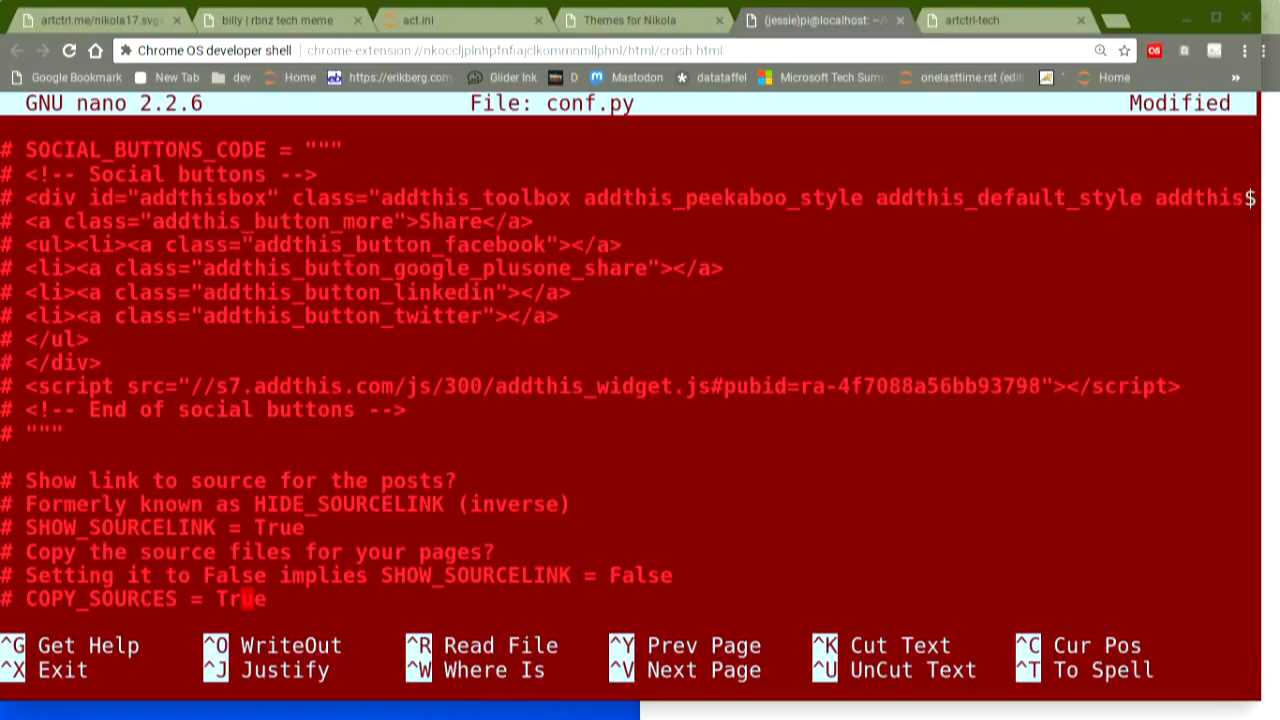 artctrl.me/nikola17.svg
billy | rbnz tech meme
act.ini
Themes for Nikola
(jessie)pi@localhost: ~/
artctrl-tech
Chrome OS developer shell
chrome-extension://nkoccljplnhpfnfiajclkommnmllphnl/html/crosh.html
Google Bookmark
New Tab
dev
Home
https://erikberg.com
Glider Ink
D
Mastodon
datataffel
Microsoft Tech Sum
onelasttime.rst (edit
Home
»
GNU nano 2.2.6 File: conf.py Modified
# SOCIAL_BUTTONS_CODE = """
# <!-- Social buttons -->
# <div id="addthisbox" class="addthis_toolbox addthis_peekaboo_style addthis_default_style addthis$
# <a class="addthis_button_more">Share</a>
# <ul><li><a class="addthis_button_facebook"></a>
# <li><a class="addthis_button_google_plusone_share"></a>
# <li><a class="addthis_button_linkedin"></a>
# <li><a class="addthis_button_twitter"></a>
# </ul>
# </div>
# <script src="//s7.addthis.com/js/300/addthis_widget.js#pubid=ra-4f7088a56bb93798"></script>
# <!-- End of social buttons -->
# """
# Show link to source for the posts?
# Formerly known as HIDE_SOURCELINK (inverse)
# SHOW_SOURCELINK = True
# Copy the source files for your pages?
# Setting it to False implies SHOW_SOURCELINK = False
# COPY_SOURCES = True
^G Get Help ^O WriteOut ^R Read File ^Y Prev Page ^K Cut Text ^C Cur Pos
^X Exit ^J Justify ^W Where Is ^V Next Page ^U UnCut Text ^T To Spell